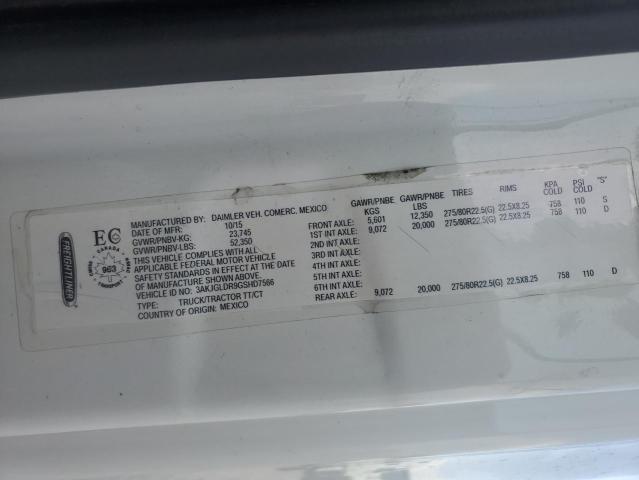 FREIGHTLINER
EC
CANADA
963
TRANSPORT
MANUFACTURED BY: DAIMLER VEH. COMERC. MEXICO
DATE OF MFR: 10/15
GVWR/PNBV-KG: 23,745
GVWR/PNBV-LBS: 52,350
THIS VEHICLE COMPLIES WITH ALL
APPLICABLE FEDERAL MOTOR VEHICLE
SAFETY STANDARDS IN EFFECT AT THE DATE
OF MANUFACTURE SHOWN ABOVE.
VEHICLE ID NO: 3AKJGLDR9GSHD7566
TYPE: TRUCK/TRACTOR TT/CT
COUNTRY OF ORIGIN: MEXICO
GAWR/PNBE GAWR/PNBE TIRES RIMS KPA PSI "S"
KGS LBS COLD COLD
FRONT AXLE: 5,601 12,350 275/80R22.5(G) 22.5X8.25 758 110 S
1ST INT AXLE: 9,072 20,000 275/80R22.5(G) 22.5X8.25 758 110 D
2ND INT AXLE:
3RD INT AXLE:
4TH INT AXLE:
5TH INT AXLE:
6TH INT AXLE:
REAR AXLE: 9,072 20,000 275/80R22.5(G) 22.5X8.25 758 110 D